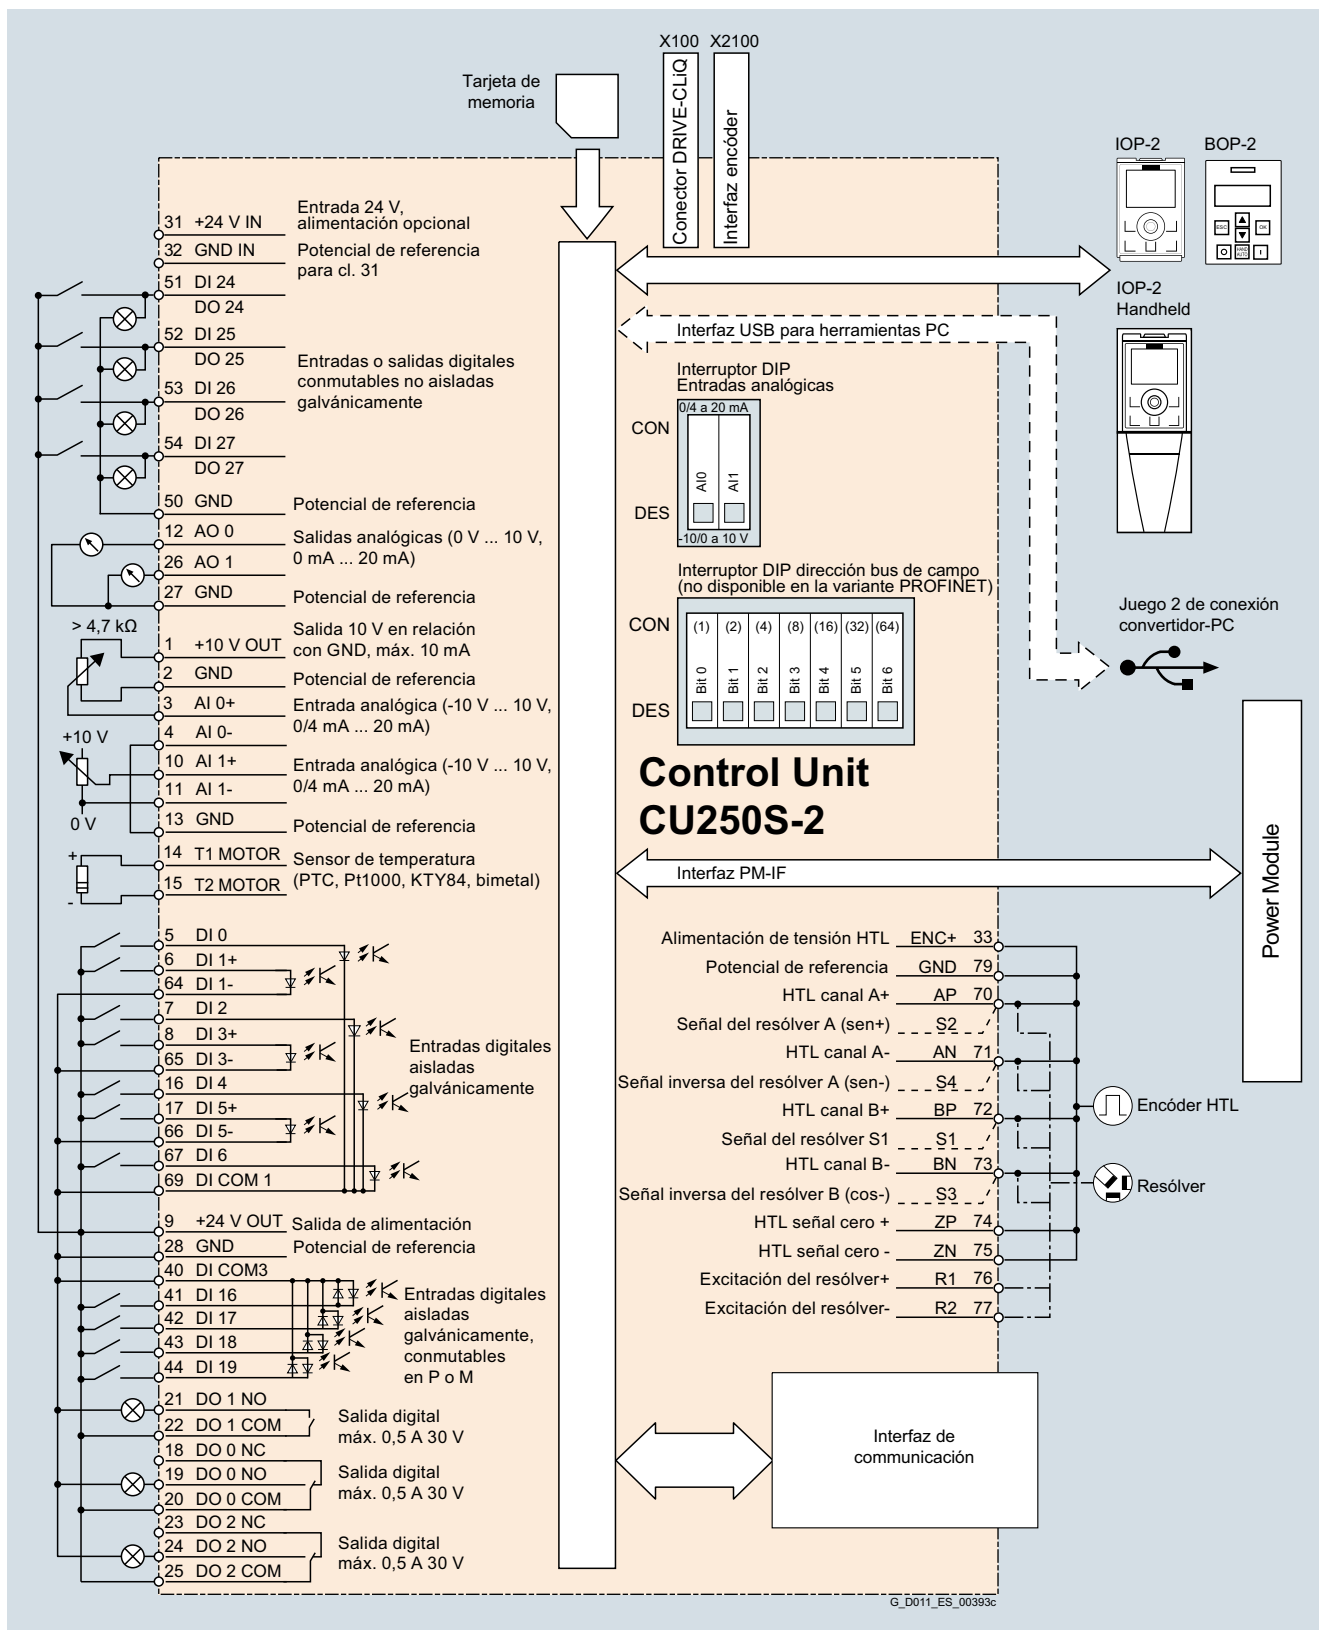 X100 X2100
Tarjeta de
memoria
Conector DRIVE-CLiQ
Interfaz encóder
IOP-2 BOP-2
ESC OK
HAND
AUTO
IOP-2
Handheld
31 +24 V IN
Entrada 24 V,
alimentación opcional
32 GND IN
Potencial de referencia
para cl. 31
51 DI 24
DO 24
52 DI 25
DO 25
53 DI 26
DO 26
54 DI 27
DO 27
Entradas o salidas digitales
conmutables no aisladas
galvánicamente
50 GND Potencial de referencia
12 AO 0
26 AO 1
Salidas analógicas (0 V ... 10 V,
0 mA ... 20 mA)
27 GND Potencial de referencia
> 4,7 kΩ
1 +10 V OUT
Salida 10 V en relación
con GND, máx. 10 mA
2 GND Potencial de referencia
3 AI 0+
4 AI 0-
Entrada analógica (-10 V ... 10 V,
0/4 mA ... 20 mA)
+10 V
0 V
10 AI 1+
11 AI 1-
Entrada analógica (-10 V ... 10 V,
0/4 mA ... 20 mA)
13 GND Potencial de referencia
+
-
14 T1 MOTOR
15 T2 MOTOR
Sensor de temperatura
(PTC, Pt1000, KTY84, bimetal)
5 DI 0
6 DI 1+
64 DI 1-
7 DI 2
8 DI 3+
65 DI 3-
16 DI 4
17 DI 5+
66 DI 5-
67 DI 6
69 DI COM 1
Entradas digitales
aisladas
galvánicamente
9 +24 V OUT Salida de alimentación
28 GND Potencial de referencia
40 DI COM3
41 DI 16
42 DI 17
43 DI 18
44 DI 19
Entradas digitales
aisladas
galvánicamente,
conmutables
en P o M
21 DO 1 NO
22 DO 1 COM
Salida digital
máx. 0,5 A 30 V
18 DO 0 NC
19 DO 0 NO
20 DO 0 COM
Salida digital
máx. 0,5 A 30 V
23 DO 2 NC
24 DO 2 NO
25 DO 2 COM
Salida digital
máx. 0,5 A 30 V
Interfaz USB para herramientas PC
Interruptor DIP
Entradas analógicas
0/4 a 20 mA
CON
AI0 AI1
DES
-10/0 a 10 V
Interruptor DIP dirección bus de campo
(no disponible en la variante PROFINET)
CON
(1) (2) (4) (8) (16) (32) (64)
Bit 0 Bit 1 Bit 2 Bit 3 Bit 4 Bit 5 Bit 6
DES
Juego 2 de conexión
convertidor-PC
Control Unit
CU250S-2
Interfaz PM-IF
Power Module
Alimentación de tensión HTL ENC+ 33
Potencial de referencia GND 79
HTL canal A+ AP 70
Señal del resólver A (sen+) S2
HTL canal A- AN 71
Señal inversa del resólver A (sen-) S4
HTL canal B+ BP 72
Señal del resólver S1 S1
HTL canal B- BN 73
Señal inversa del resólver B (cos-) S3
HTL señal cero + ZP 74
HTL señal cero - ZN 75
Excitación del resólver+ R1 76
Excitación del resólver- R2 77
Encóder HTL
Resólver
Interfaz de
communicación
G_D011_ES_00393c